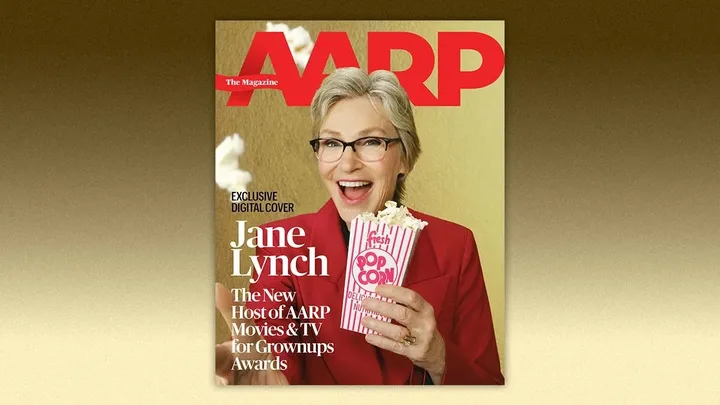 AARP
The Magazine
EXCLUSIVE
DIGITAL COVER
Jane
Lynch
The New
Host of AARP
Movies & TV
for Grownups
Awards
fresh
POP
CORN